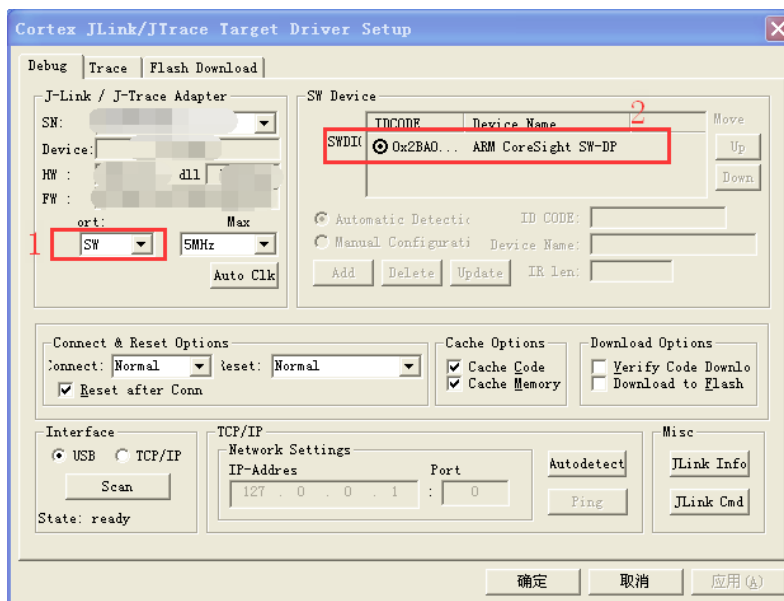 Cortex JLink/JTrace Target Driver Setup
Debug Trace Flash Download
J-Link / J-Trace Adapter
SN:
Device:
HW : dll
FW :
ort: Max
1 SW 5MHz
Auto Clk
SW Device
2
IDCODE Device Name Move
SWDI( 0x2BA0... ARM CoreSight SW-DP Up
Down
Automatic Detectic ID CODE:
Manual Configurati Device Name:
Add Delete Update IR len:
Connect & Reset Options
onnect: Normal eset: Normal
Reset after Conn
Cache Options
Cache Code
Cache Memory
Download Options
Verify Code Downlo
Download to Flash
Interface
USB TCP/IP
Scan
State: ready
TCP/IP
Network Settings
IP-Addres Port Autodetect
127 . 0 . 0 . 1 : 0 Ping
Misc
JLink Info
JLink Cmd
确定 取消 应用(A)